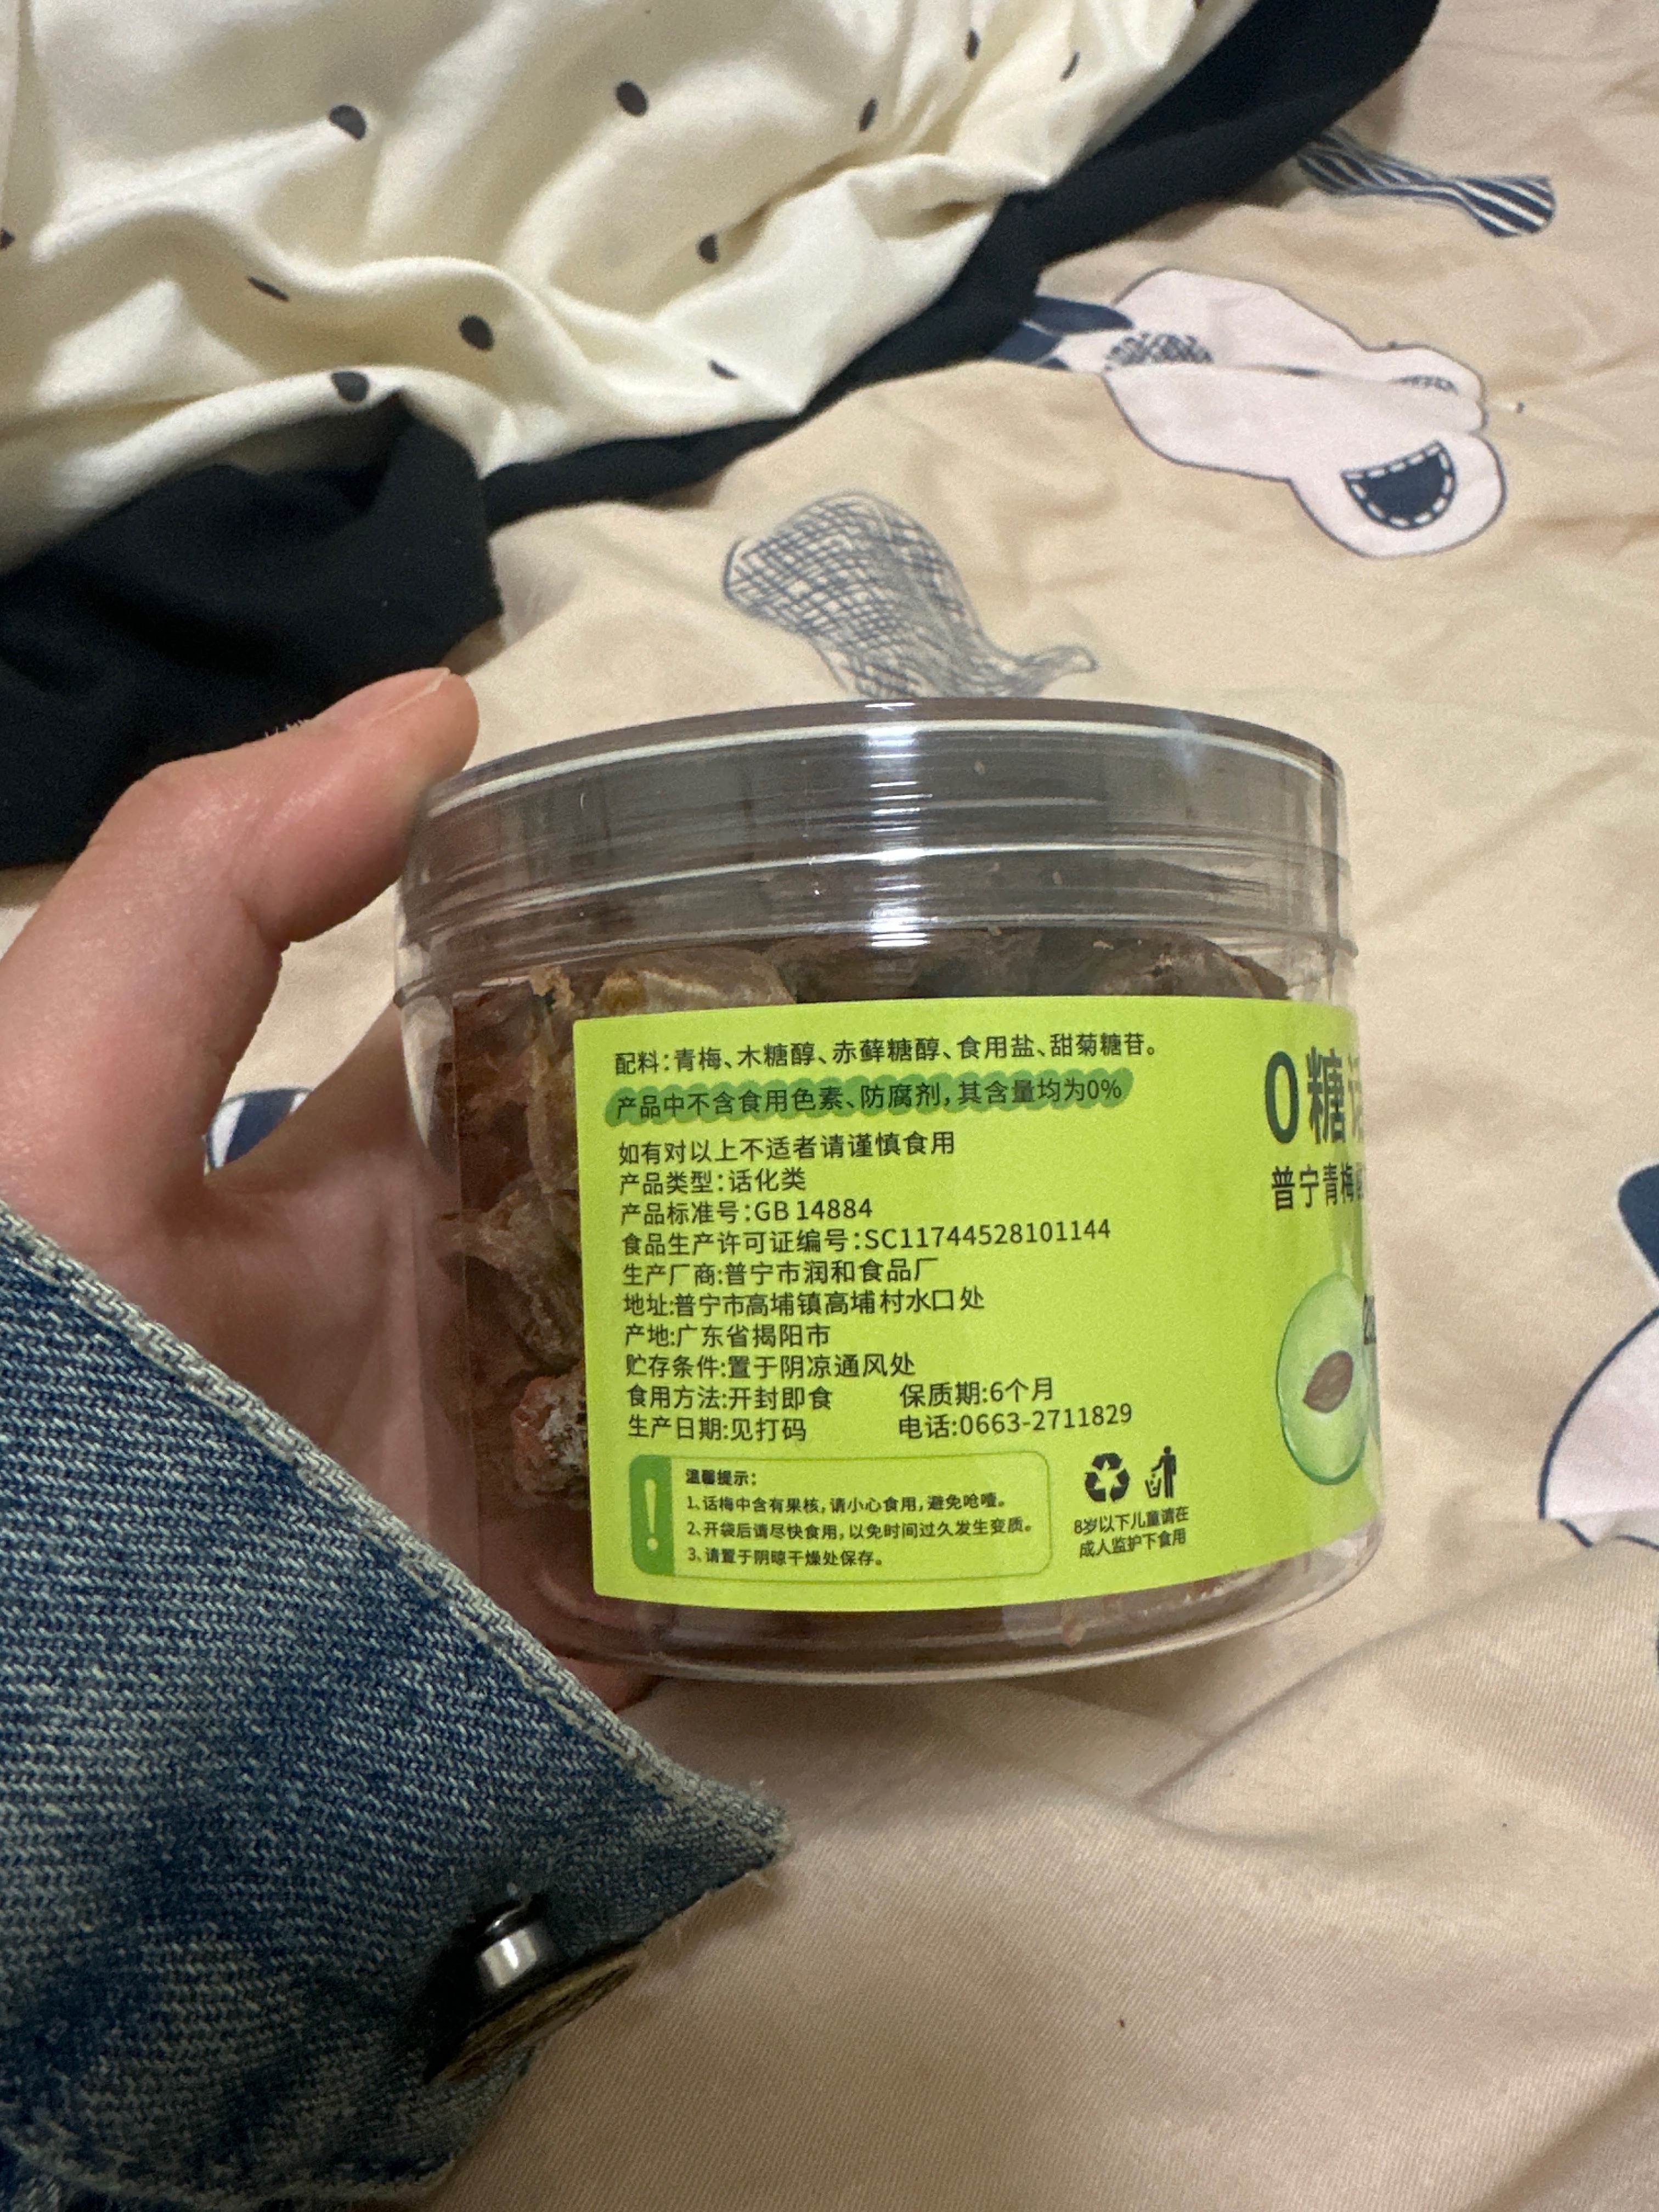 配料：青梅、木糖醇、赤藓糖醇、食用盐、甜菊糖苷。
产品中不含食用色素、防腐剂，其含量均为0%
如有对以上不适者请谨慎食用
产品类型：话化类
产品标准号：GB 14884
食品生产许可证编号：SC11744528101144
生产厂商:普宁市润和食品厂
地址:普宁市高埔镇高埔村水口处
产地:广东省揭阳市
贮存条件:置于阴凉通风处
食用方法:开封即食 保质期:6个月
生产日期:见打码 电话:0663-2711829
温馨提示：
1、话梅中含有果核，请小心食用，避免呛噎。
2、开袋后请尽快食用，以免时间过久发生变质。
3、请置于阴晾干燥处保存。
8岁以下儿童请在
成人监护下食用
0糖话
普宁青梅